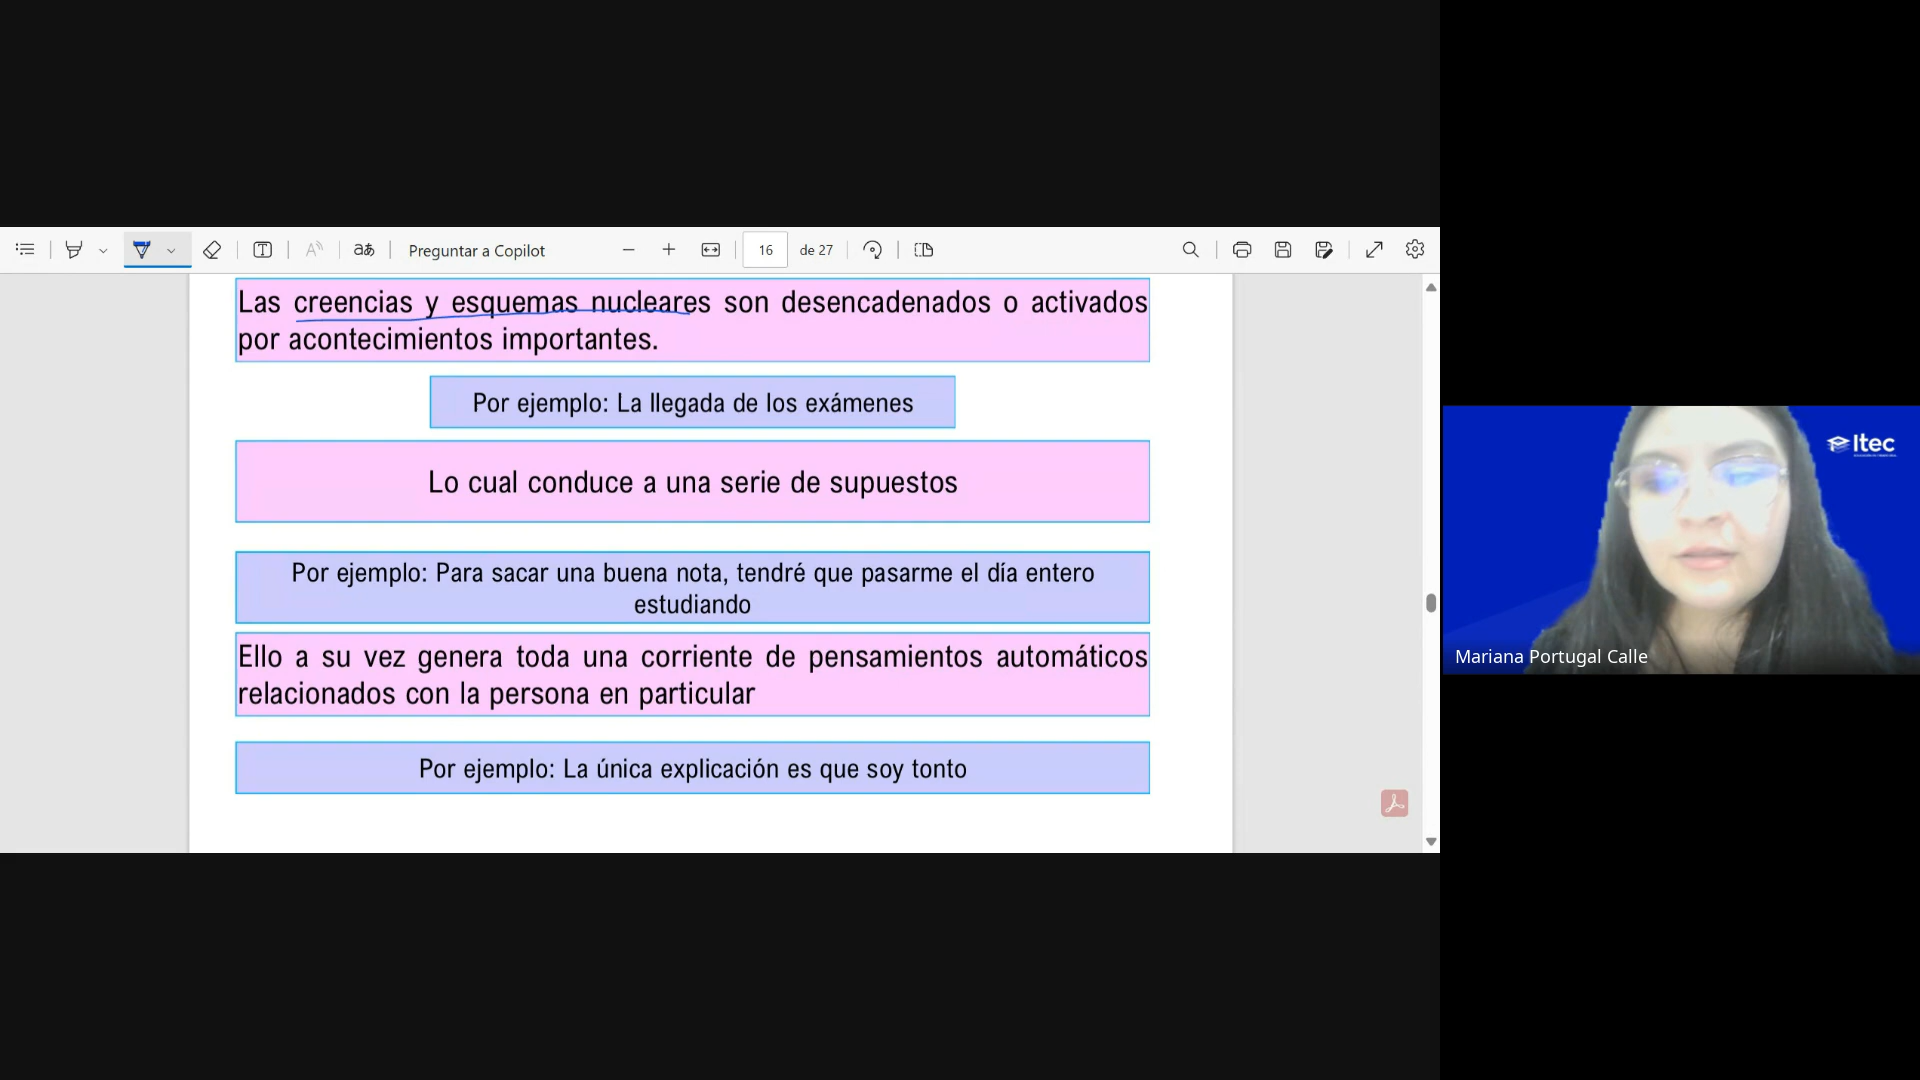 Preguntar a Copilot
16 de 27
Las creencias y esquemas nucleares son desencadenados o activados
por acontecimientos importantes.
Por ejemplo: La llegada de los exámenes
Lo cual conduce a una serie de supuestos
Por ejemplo: Para sacar una buena nota, tendré que pasarme el día entero
estudiando
Ello a su vez genera toda una corriente de pensamientos automáticos
relacionados con la persona en particular
Por ejemplo: La única explicación es que soy tonto
Itec
Mariana Portugal Calle